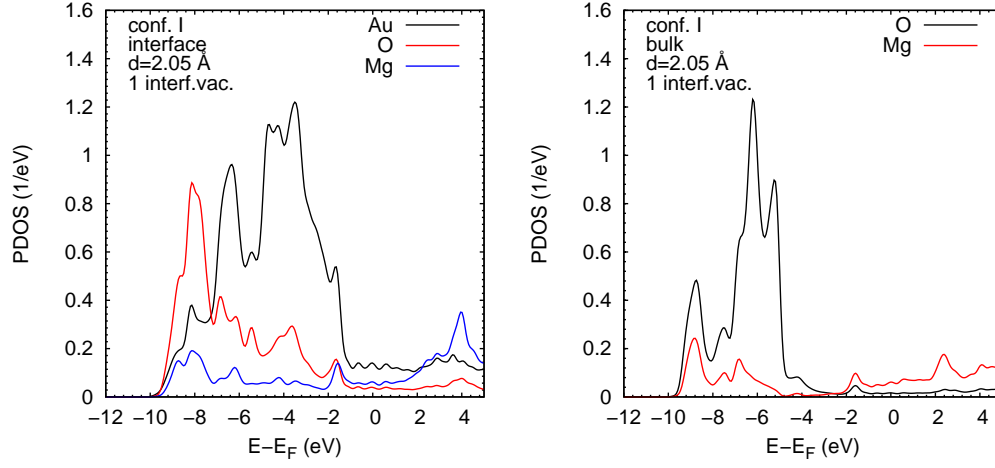 conf. I
interface
d=2.05 Å
1 interf.vac.
Au
O
Mg
PDOS (1/eV)
1.6
1.4
1.2
1
0.8
0.6
0.4
0.2
0
−12 −10 −8 −6 −4 −2 0 2 4
E−E_F (eV)
conf. I
bulk
d=2.05 Å
1 interf.vac.
O
Mg
PDOS (1/eV)
1.6
1.4
1.2
1
0.8
0.6
0.4
0.2
0
−12 −10 −8 −6 −4 −2 0 2 4
E−E_F (eV)